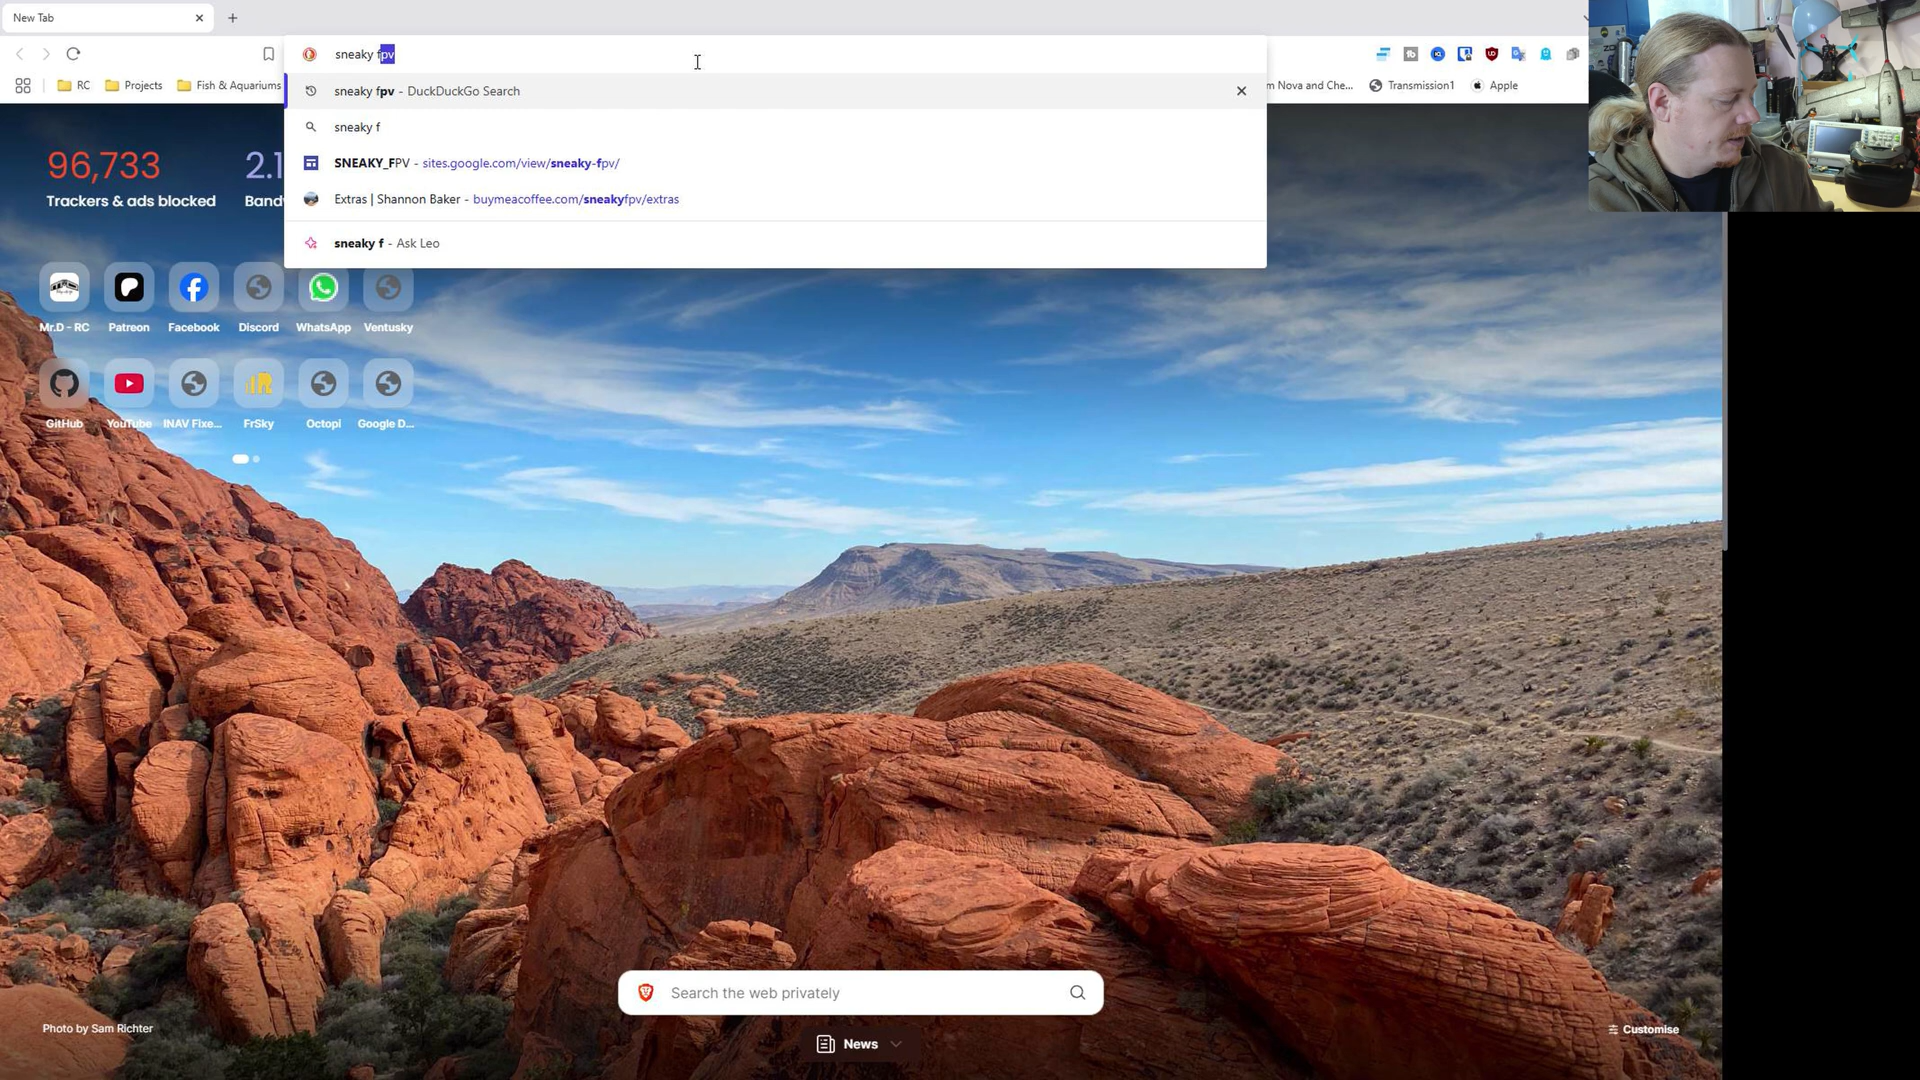 New Tab
sneaky fpv
sneaky fpv - DuckDuckGo Search
sneaky f
SNEAKY_FPV - sites.google.com/view/sneaky-fpv/
Extras | Shannon Baker - buymeacoffee.com/sneakyfpv/extras
sneaky f - Ask Leo
RC
Projects
Fish & Aquariums
m Nova and Che...
Transmission1
Apple
96,733
2.1
Trackers & ads blocked
Band
Mr.D - RC
Patreon
Facebook
Discord
WhatsApp
Ventusky
GitHub
YouTube
INAV Fixe...
FrSky
Octopi
Google D...
Search the web privately
Photo by Sam Richter
News
Customise